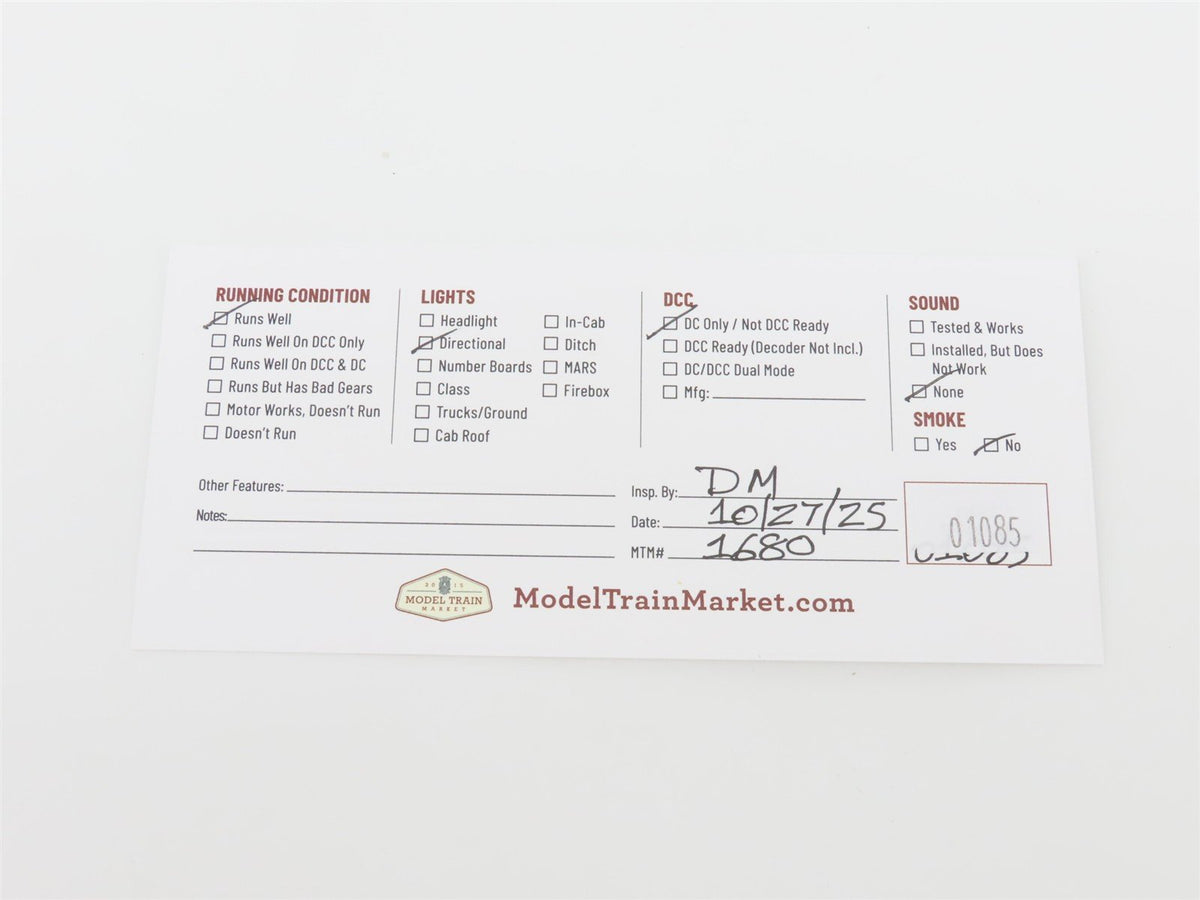 RUNNING CONDITION
Runs Well
Runs Well On DCC Only
Runs Well On DCC & DC
Runs But Has Bad Gears
Motor Works, Doesn't Run
Doesn't Run
LIGHTS
Headlight
Directional
Number Boards
Class
Trucks/Ground
Cab Roof
In-Cab
Ditch
MARS
Firebox
DCC
DC Only / Not DCC Ready
DCC Ready (Decoder Not Incl.)
DC/DCC Dual Mode
Mfg:
SOUND
Tested & Works
Installed, But Does
Not Work
None
SMOKE
Yes No
Other Features:
Notes:
Insp. By: DM
Date: 10/27/25
MTM# 1680
01085
2015
MODEL TRAIN
MARKET
ModelTrainMarket.com